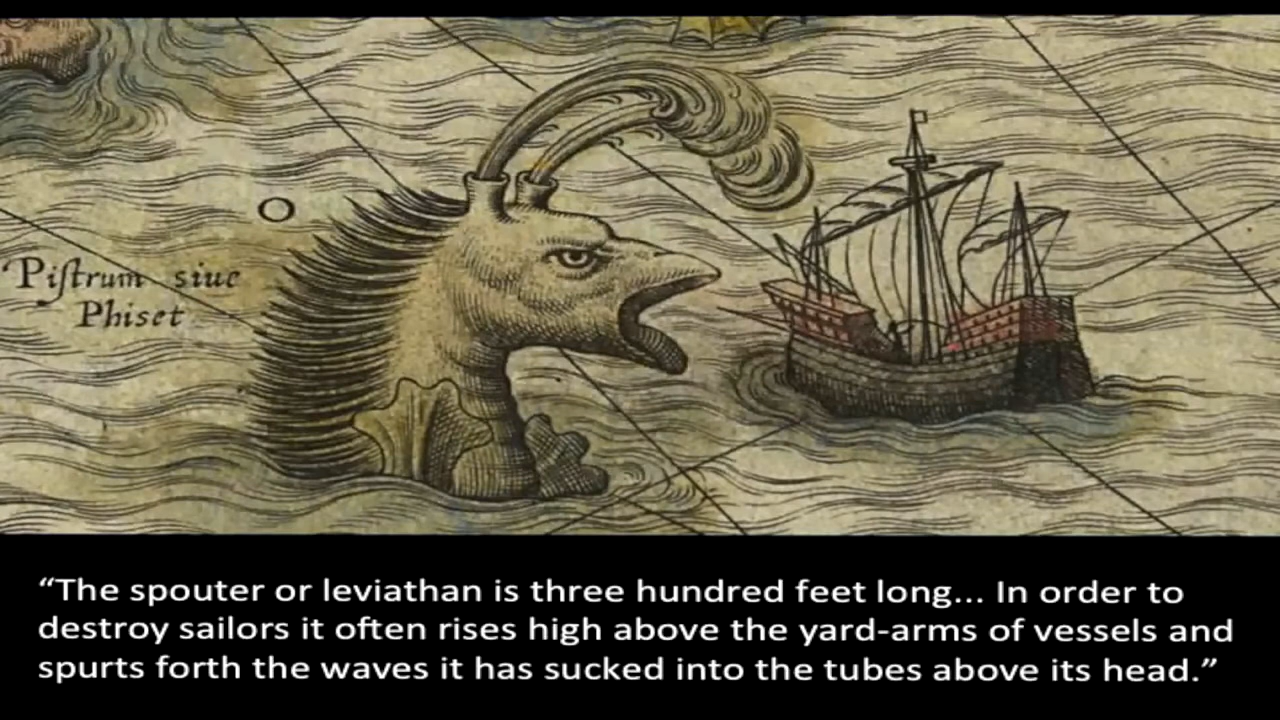 O
Piſtrum siue
Phiset
“The spouter or leviathan is three hundred feet long... In order to
destroy sailors it often rises high above the yard-arms of vessels and
spurts forth the waves it has sucked into the tubes above its head.”